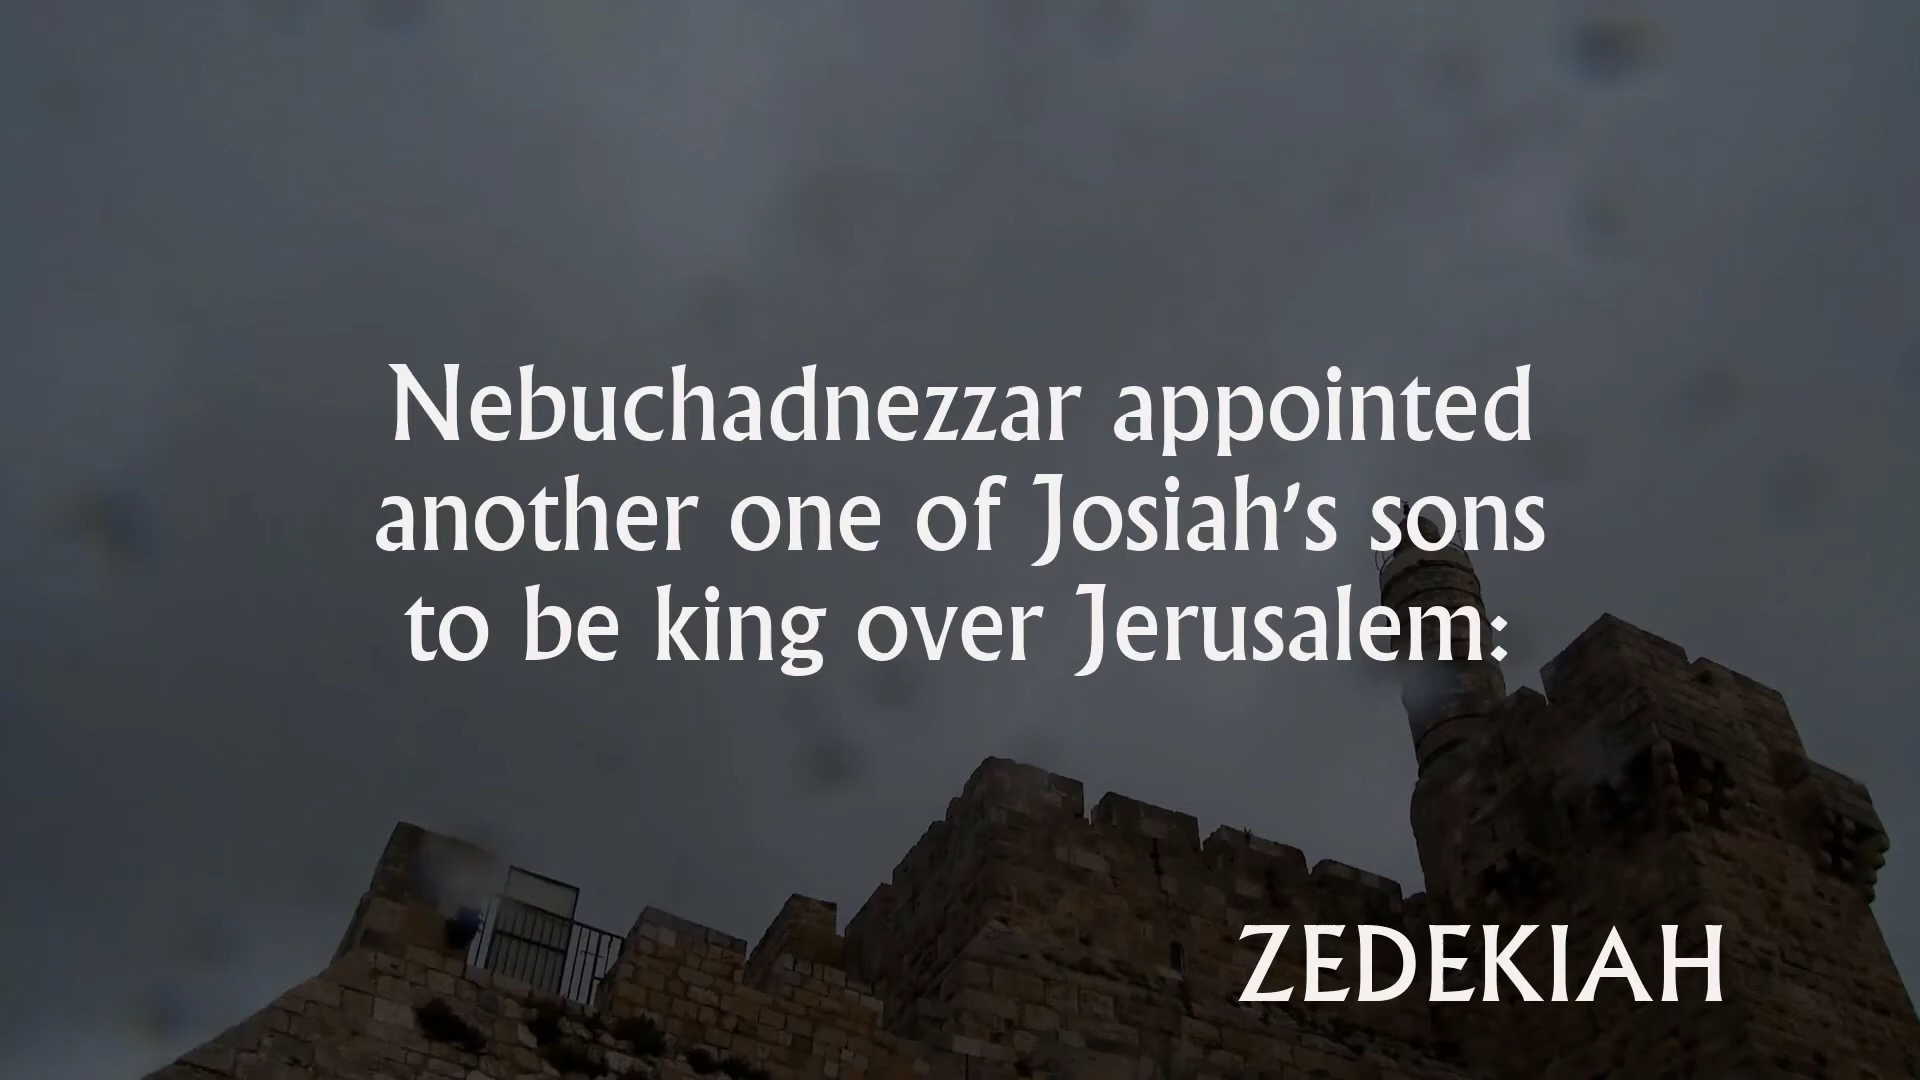 Nebuchadnezzar appointed
another one of Josiah's sons
to be king over Jerusalem:
ZEDEKIAH